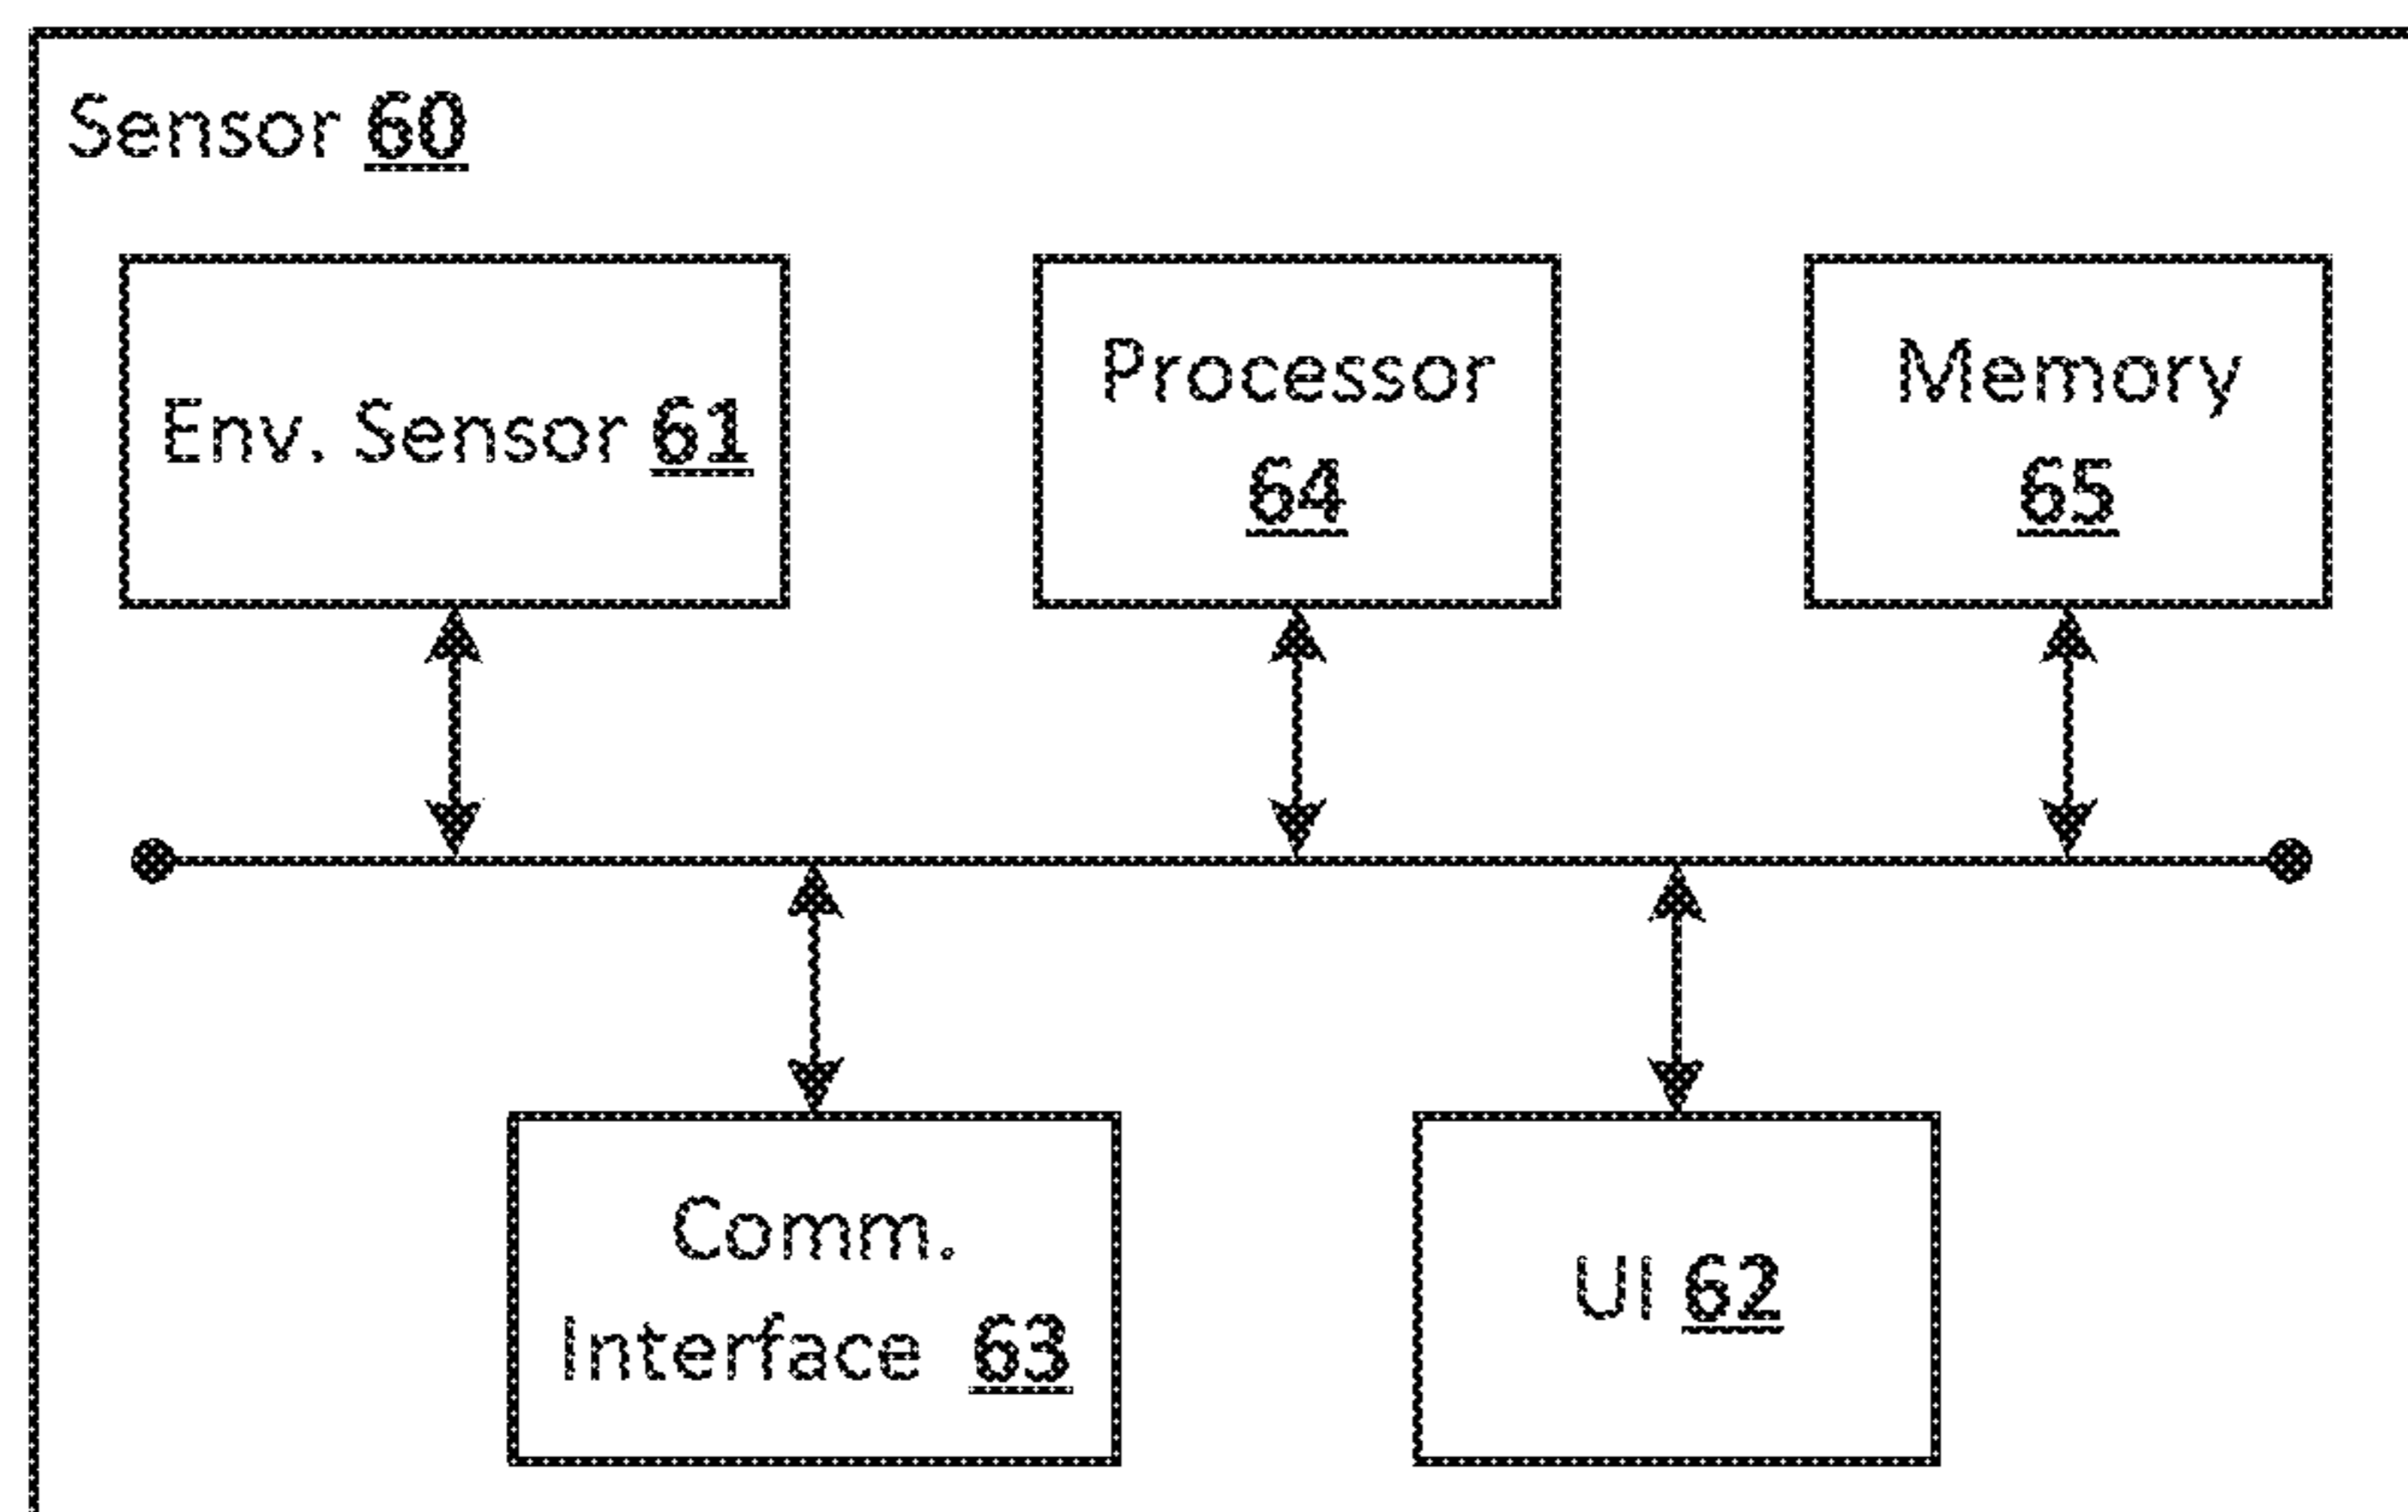 Sensor 60
Env. Sensor 61
Processor
64
Memory
65
Comm.
Interface 63
UI 62